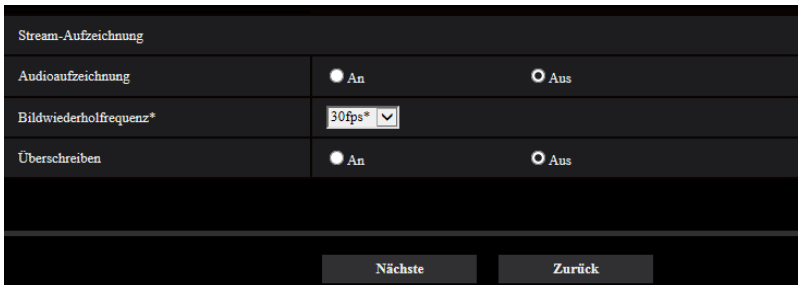 Stream-Aufzeichnung
Audioaufzeichnung An Aus
Bildwiederholfrequenz* 30fps*
Überschreiben An Aus
Nächste Zurück